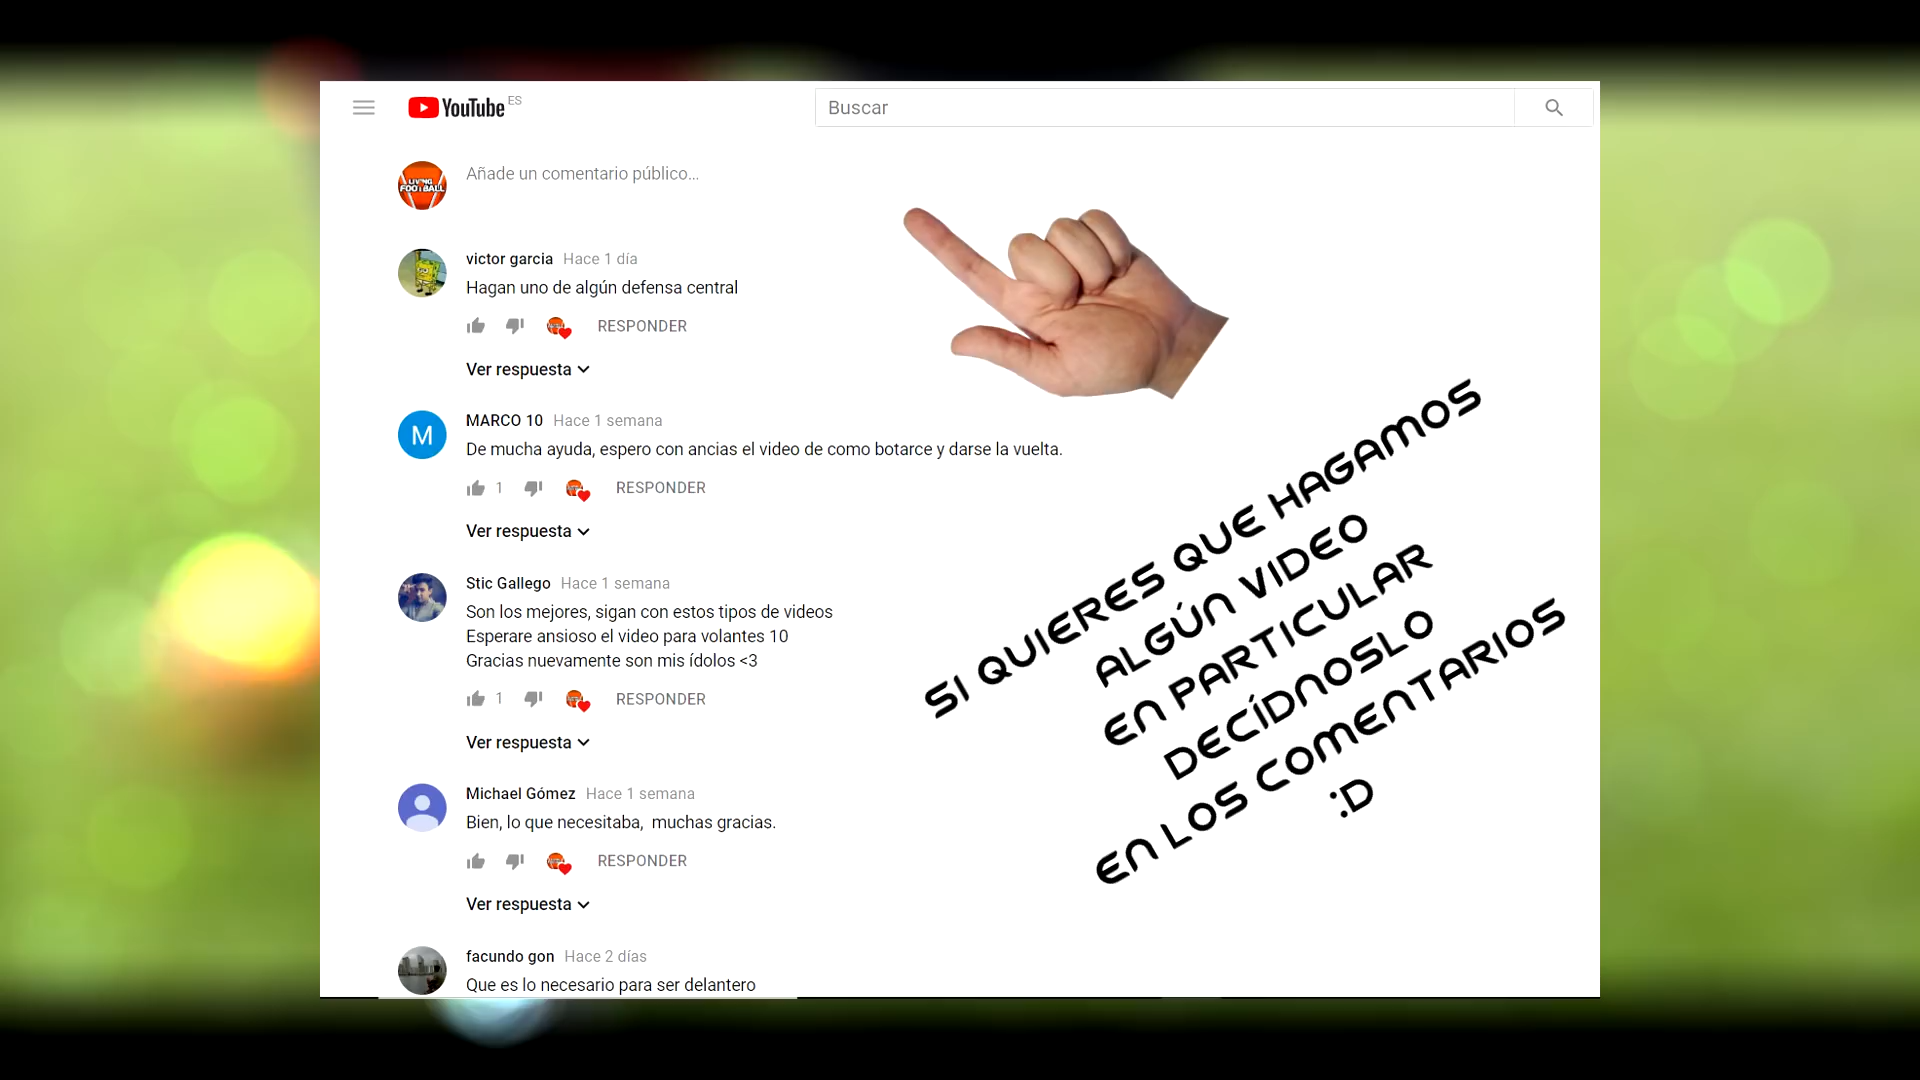 YouTube ES
Buscar
LIVING
FOOTBALL
Añade un comentario público...
victor garcia Hace 1 día
Hagan uno de algún defensa central
RESPONDER
Ver respuesta
M
MARCO 10 Hace 1 semana
De mucha ayuda, espero con ancias el video de como botarce y darse la vuelta.
1 RESPONDER
Ver respuesta
Stic Gallego Hace 1 semana
Son los mejores, sigan con estos tipos de videos
Esperare ansioso el video para volantes 10
Gracias nuevamente son mis ídolos <3
1 RESPONDER
Ver respuesta
Michael Gómez Hace 1 semana
Bien, lo que necesitaba, muchas gracias.
RESPONDER
Ver respuesta
facundo gon Hace 2 días
Que es lo necesario para ser delantero
SI QUIERES QUE HAGAMOS
ALGÚN VIDEO
EN PARTICULAR
DECÍDNOSLO
EN LOS COMENTARIOS
:D